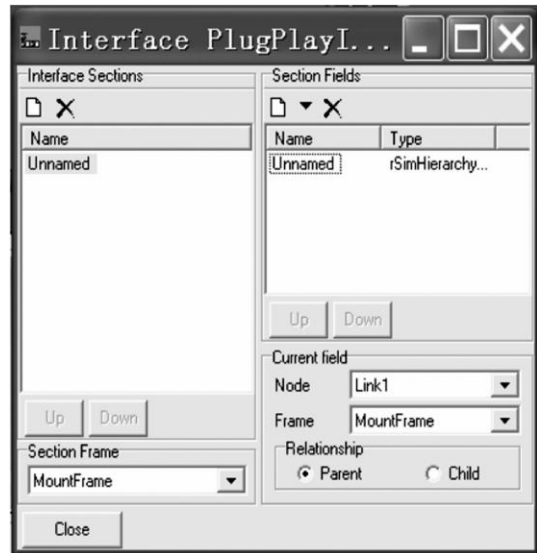 Interface PlugPlayI...
Interface Sections
Name
Unnamed
Up Down
Section Frame
MountFrame
Close
Section Fields
Name Type
Unnamed rSimHierarchy...
Up Down
Current field
Node Link1
Frame MountFrame
Relationship
Parent Child